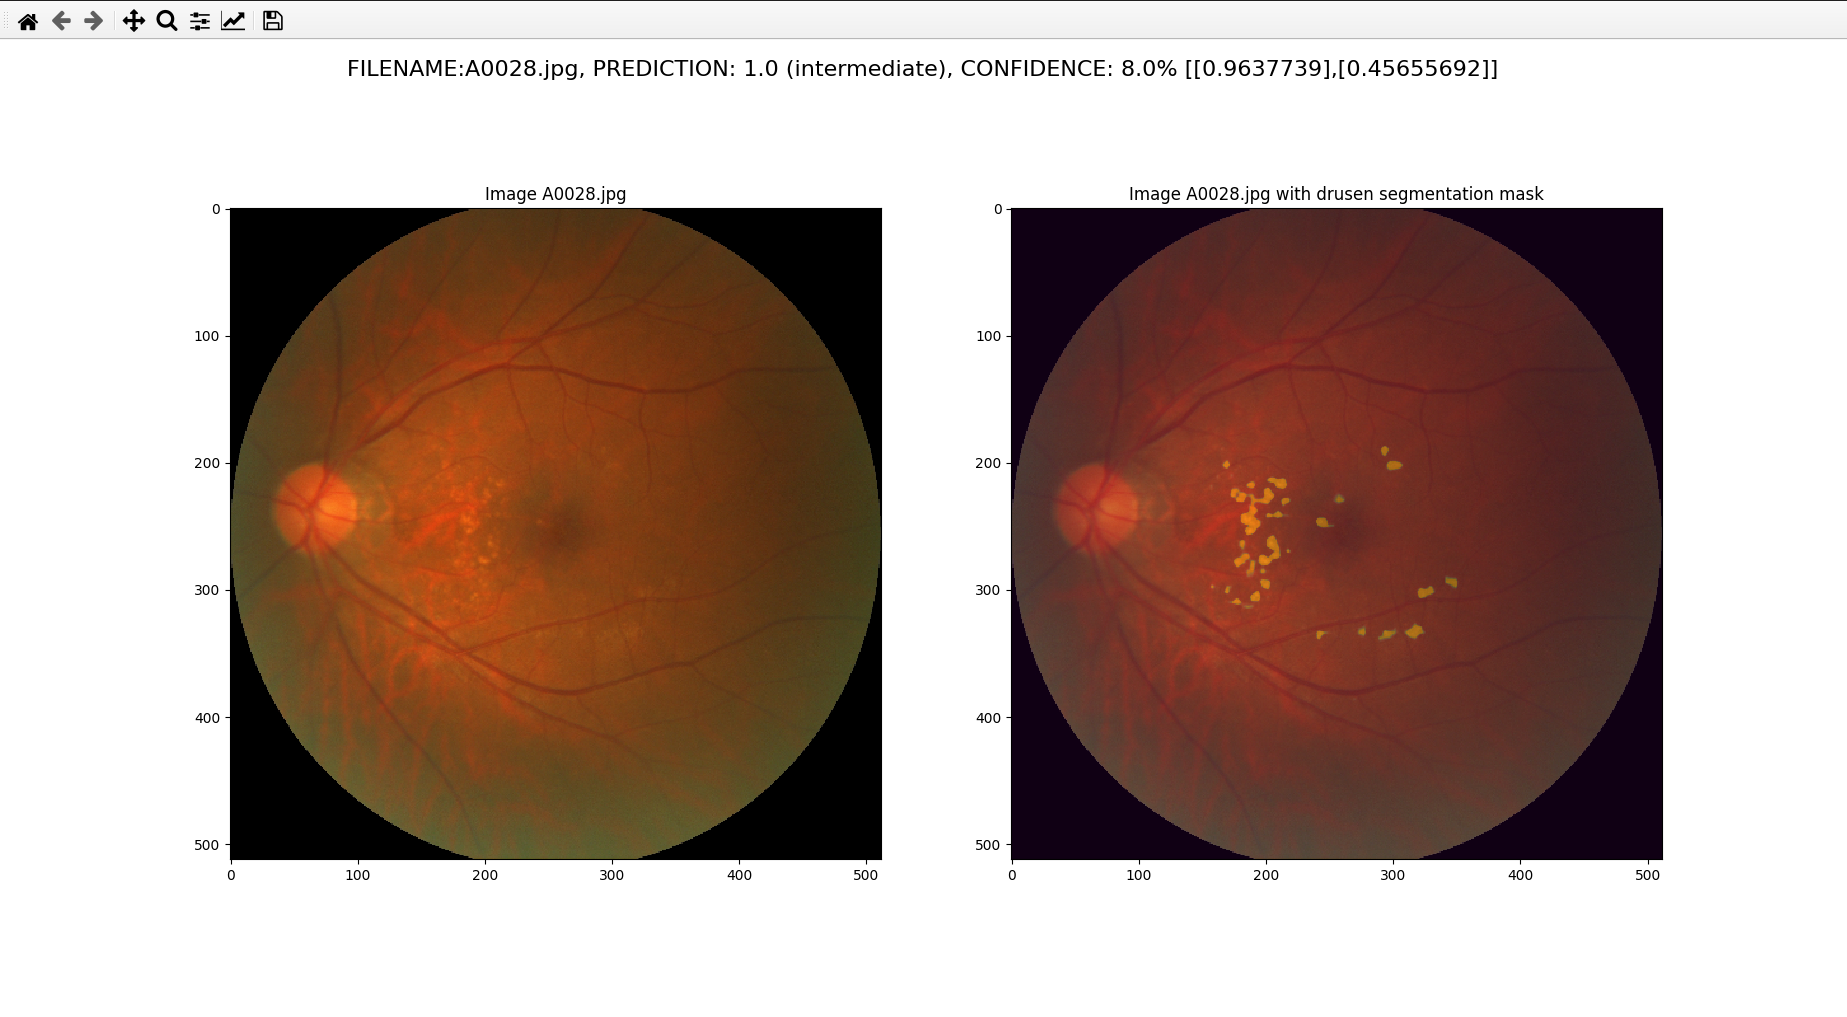 FILENAME:A0028.jpg, PREDICTION: 1.0 (intermediate), CONFIDENCE: 8.0% [[0.9637739],[0.45655692]]
Image A0028.jpg
0
100
200
300
400
500
0 100 200 300 400 500
Image A0028.jpg with drusen segmentation mask
0
100
200
300
400
500
0 100 200 300 400 500